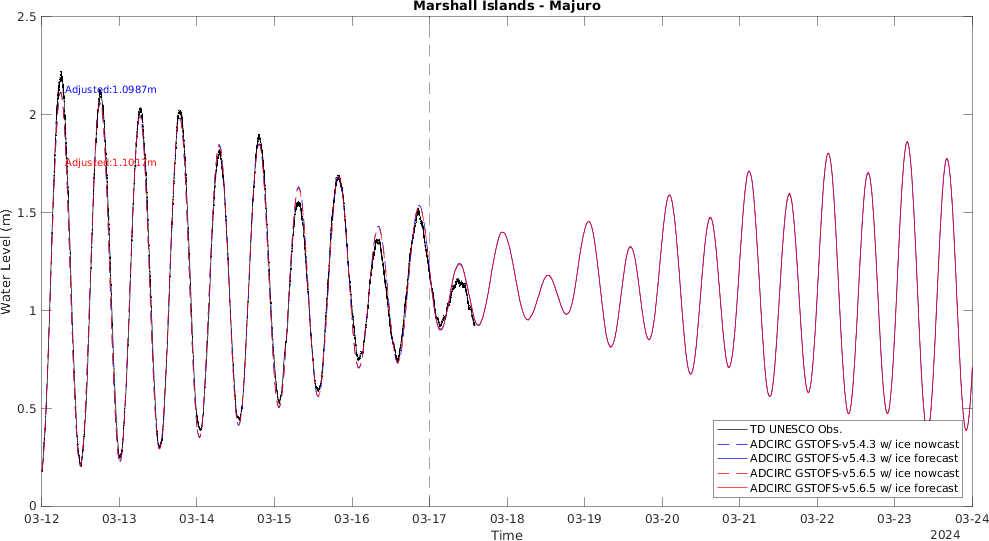 Marshall Islands - Majuro
2.5
2
1.5
1
0.5
0
Water Level (m)
Adjusted:1.0987m
Adjusted:1.1017m
TD UNESCO Obs.
ADCIRC GSTOFS-v5.4.3 w/ ice nowcast
ADCIRC GSTOFS-v5.4.3 w/ ice forecast
ADCIRC GSTOFS-v5.6.5 w/ ice nowcast
ADCIRC GSTOFS-v5.6.5 w/ ice forecast
03-12 03-13 03-14 03-15 03-16 03-17 03-18 03-19 03-20 03-21 03-22 03-23 03-24
Time
2024